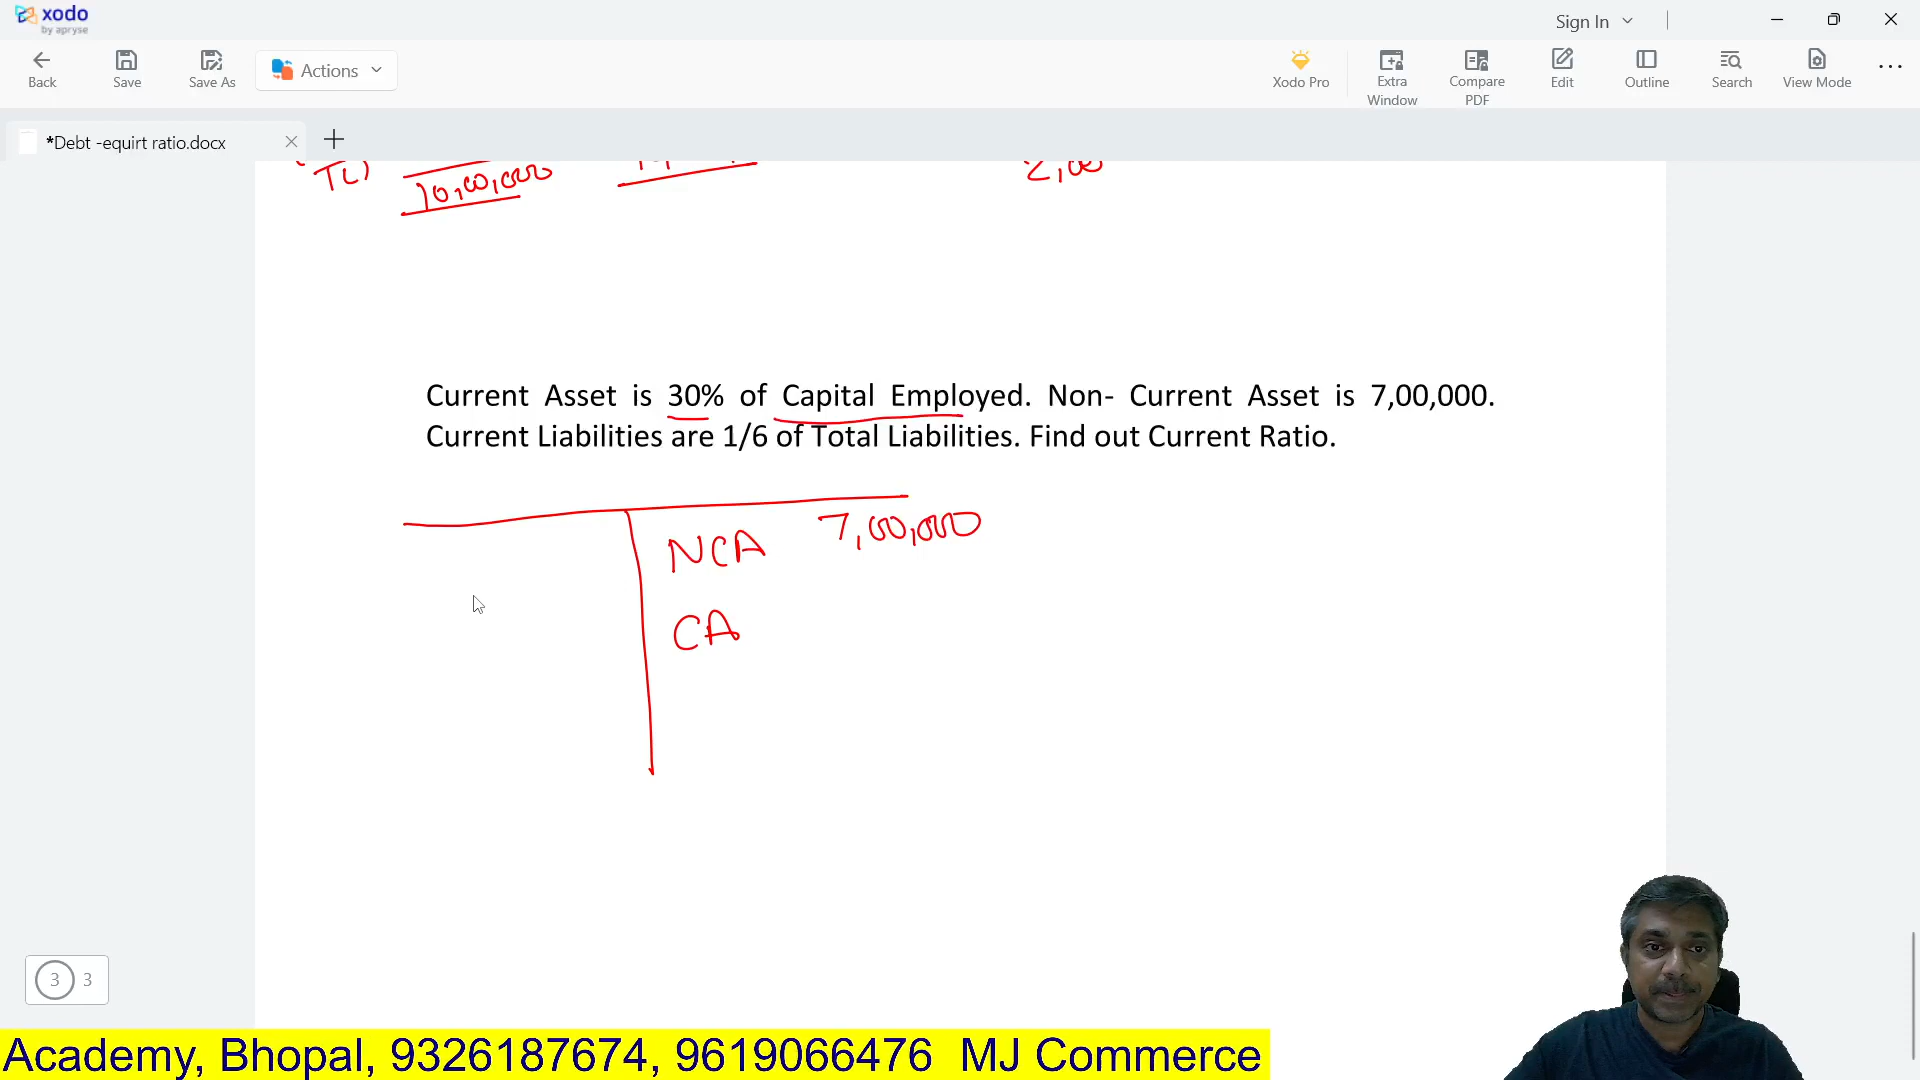 xodo
by apryse
Sign In
Back
Save
Save As
Actions
Xodo Pro
Extra Window
Compare PDF
Edit
Outline
Search
View Mode
*Debt -equirt ratio.docx
TL)
10,00,000
2,00
Current Asset is 30% of Capital Employed. Non- Current Asset is 7,00,000.
Current Liabilities are 1/6 of Total Liabilities. Find out Current Ratio.
NCA 7,00,000
CA
3 3
Academy, Bhopal, 9326187674, 9619066476 MJ Commerce